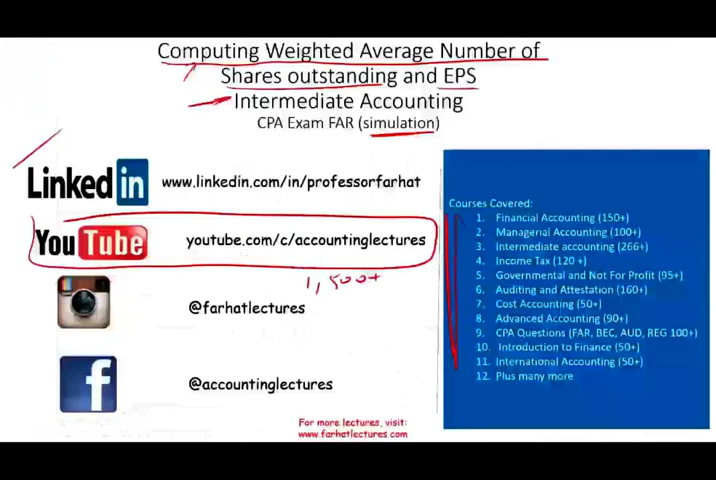 Computing Weighted Average Number of
Shares outstanding and EPS
Intermediate Accounting
CPA Exam FAR (simulation)
Linked in www.linkedin.com/in/professorfarhat
YouTube youtube.com/c/accountinglectures
1,500+
@farhatlectures
f @accountinglectures
For more lectures, visit:
www.farhatlectures.com
Courses Covered:
1. Financial Accounting (150+)
2. Managerial Accounting (100+)
3. Intermediate accounting (266+)
4. Income Tax (120 +)
5. Governmental and Not For Profit (95+)
6. Auditing and Attestation (160+)
7. Cost Accounting (50+)
8. Advanced Accounting (90+)
9. CPA Questions (FAR, BEC, AUD, REG 100+)
10. Introduction to Finance (50+)
11. International Accounting (50+)
12. Plus many more